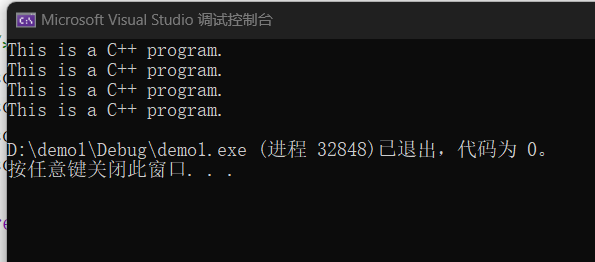 Microsoft Visual Studio 调试控制台
This is a C++ program.
This is a C++ program.
This is a C++ program.
This is a C++ program.
D:\demo1\Debug\demo1.exe (进程 32848)已退出，代码为 0。
按任意键关闭此窗口. . .